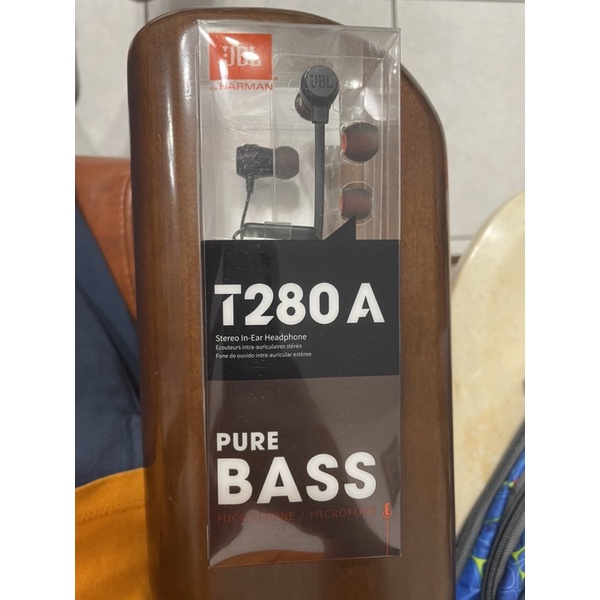 JBL
by HARMAN
JBL
T280A
Stereo In-Ear Headphone
Écouteurs intra-auriculaires stéréo
Fone de ouvido intra-auricular estéreo
PURE
BASS
MICROPHONE / MICROFONE